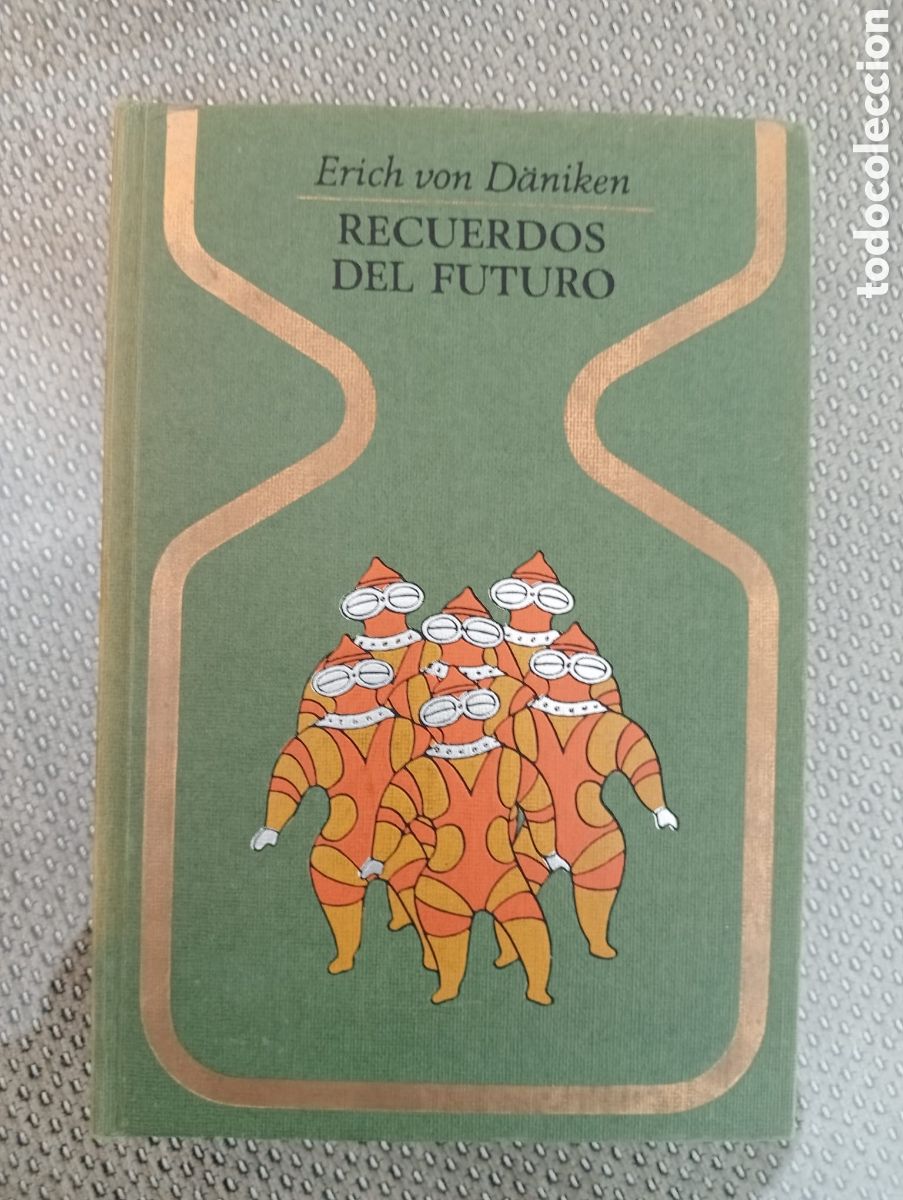 Erich von Däniken
RECUERDOS
DEL FUTURO
todocoleccion